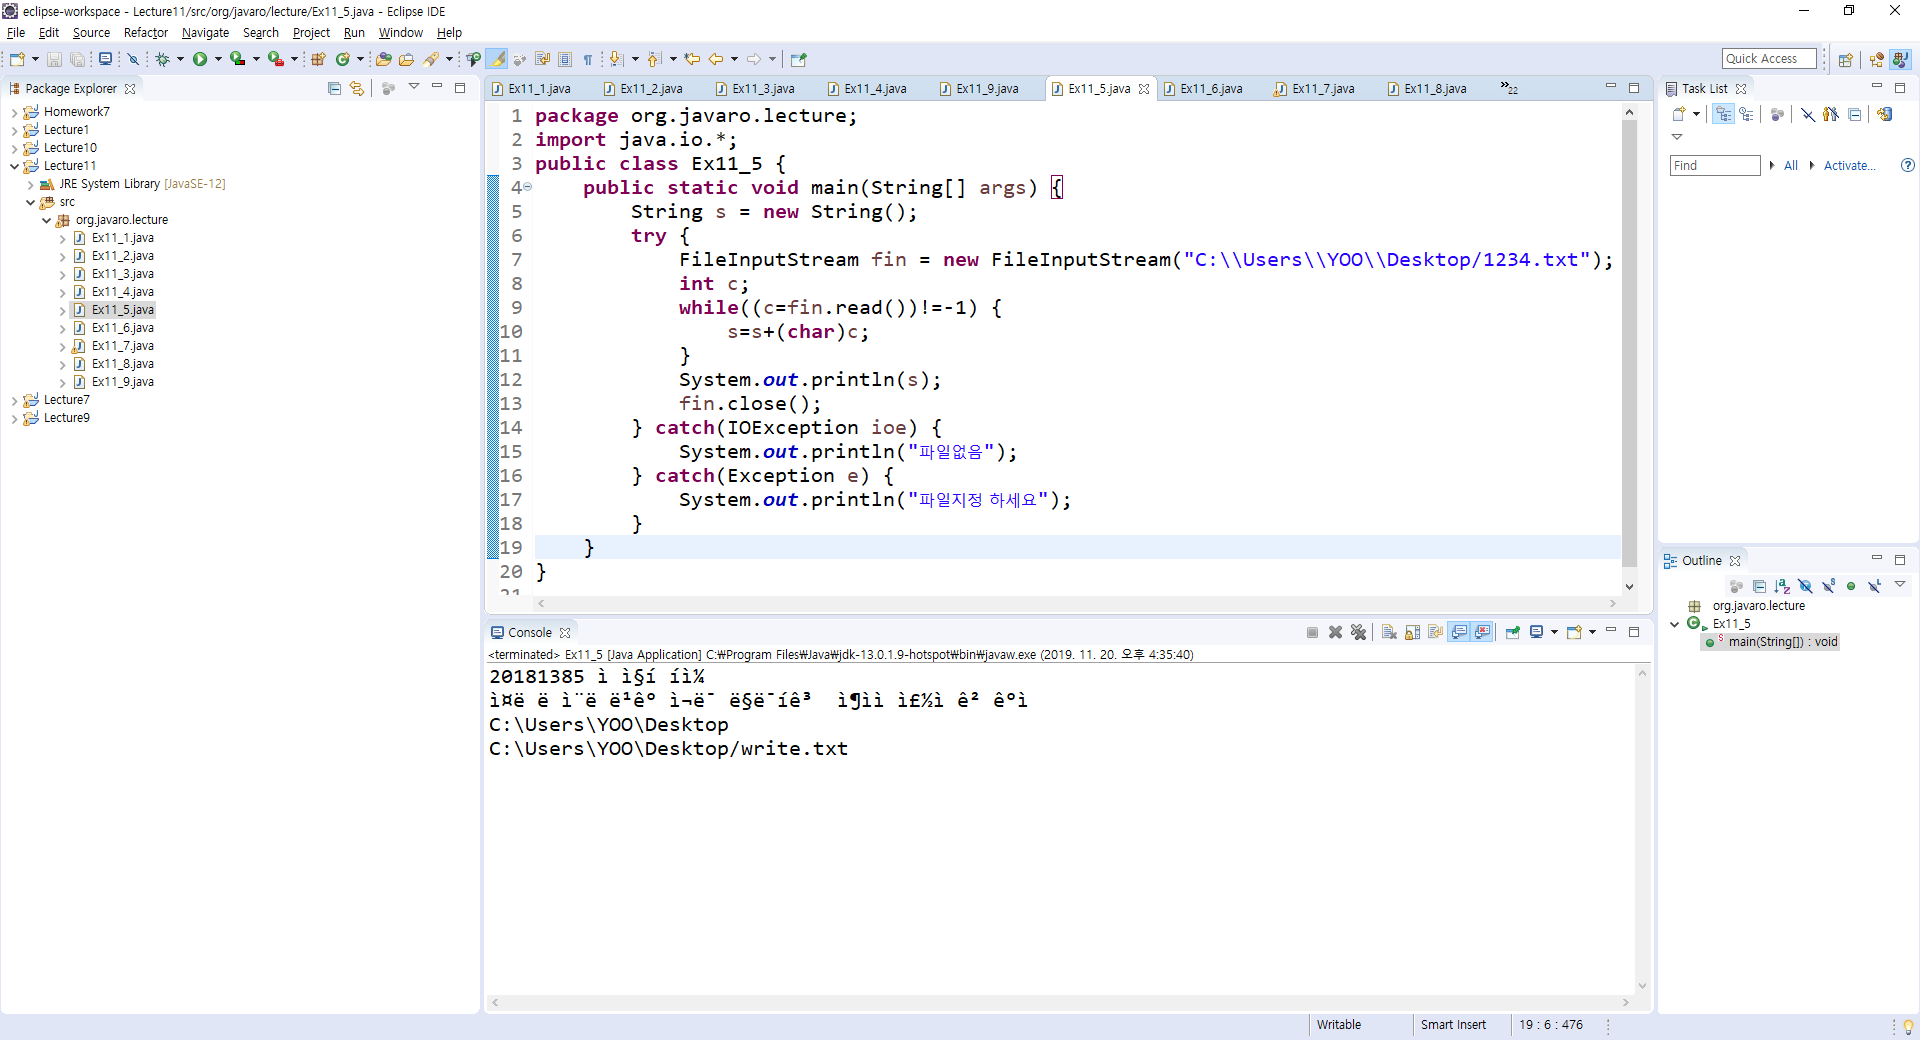 eclipse-workspace - Lecture11/src/org/javaro/lecture/Ex11_5.java - Eclipse IDE
File Edit Source Refactor Navigate Search Project Run Window Help
Quick Access
Package Explorer
Homework7
Lecture1
Lecture10
Lecture11
JRE System Library [JavaSE-12]
src
org.javaro.lecture
Ex11_1.java
Ex11_2.java
Ex11_3.java
Ex11_4.java
Ex11_5.java
Ex11_6.java
Ex11_7.java
Ex11_8.java
Ex11_9.java
Lecture7
Lecture9
Ex11_1.java Ex11_2.java Ex11_3.java Ex11_4.java Ex11_9.java Ex11_5.java Ex11_6.java Ex11_7.java Ex11_8.java »22
1 package org.javaro.lecture;
2 import java.io.*;
3 public class Ex11_5 {
4 public static void main(String[] args) {
5 String s = new String();
6 try {
7 FileInputStream fin = new FileInputStream("C:\\Users\\YOO\\Desktop/1234.txt");
8 int c;
9 while((c=fin.read())!=-1) {
10 s=s+(char)c;
11 }
12 System.out.println(s);
13 fin.close();
14 } catch(IOException ioe) {
15 System.out.println("파일없음");
16 } catch(Exception e) {
17 System.out.println("파일지정 하세요");
18 }
19 }
20 }
21
Console
<terminated> Ex11_5 [Java Application] C:₩Program Files₩Java₩jdk-13.0.1.9-hotspot₩bin₩javaw.exe (2019. 11. 20. 오후 4:35:40)
20181385 ì ì§í íì¼
ì¤ë ë ì¨ë ë¹êº ì¬ë¯ ë§ë¯íê³ ì¶ìì ì£½ì ê² êºì
C:\Users\YOO\Desktop
C:\Users\YOO\Desktop/write.txt
Task List
Find All Activate...
Outline
org.javaro.lecture
Ex11_5
main(String[]) : void
Writable Smart Insert 19 : 6 : 476